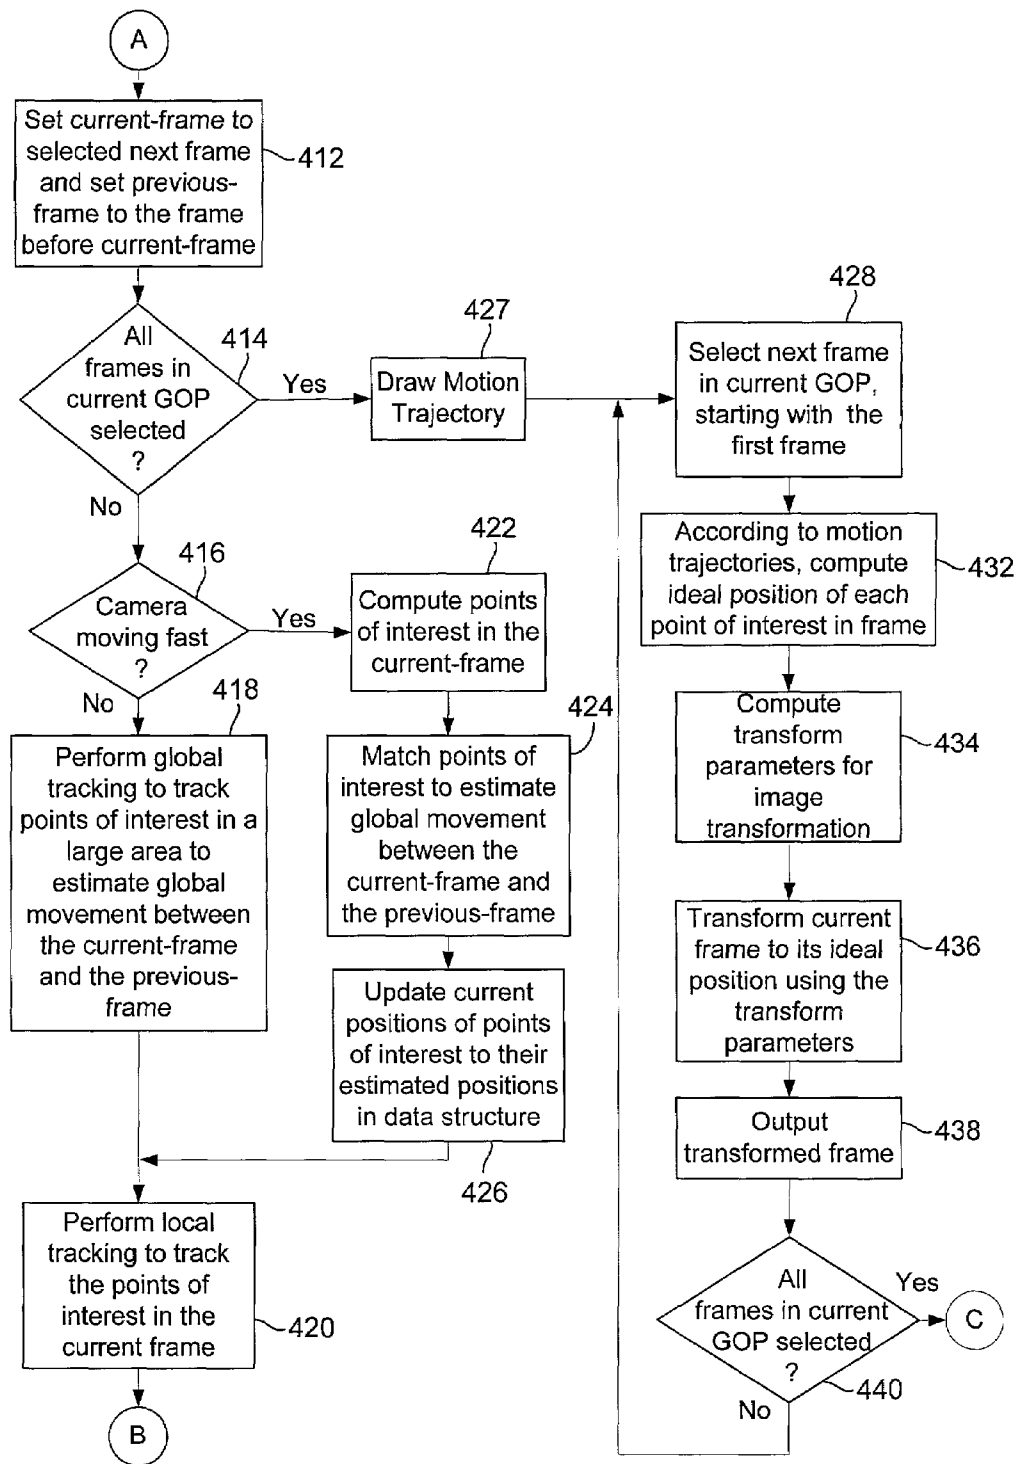 A
Set current-frame to
selected next frame
and set previous-
frame to the frame
before current-frame
412
All
frames in
current GOP
selected
?
414
Yes
No
427
Draw Motion
Trajectory
416
Camera
moving fast
?
Yes
No
422
Compute points
of interest in the
current-frame
418
Perform global
tracking to track
points of interest in a
large area to
estimate global
movement between
the current-frame
and the previous-
frame
424
Match points of
interest to estimate
global movement
between the
current-frame and
the previous-frame
Update current
positions of points
of interest to their
estimated positions
in data structure
426
Perform local
tracking to track
the points of
interest in the
current frame
420
B
428
Select next frame
in current GOP,
starting with the
first frame
According to motion
trajectories, compute
ideal position of each
point of interest in frame
432
Compute
transform
parameters for
image
transformation
434
Transform current
frame to its ideal
position using the
transform
parameters
436
Output
transformed frame
438
All
frames in current
GOP selected
?
440
Yes
No
C